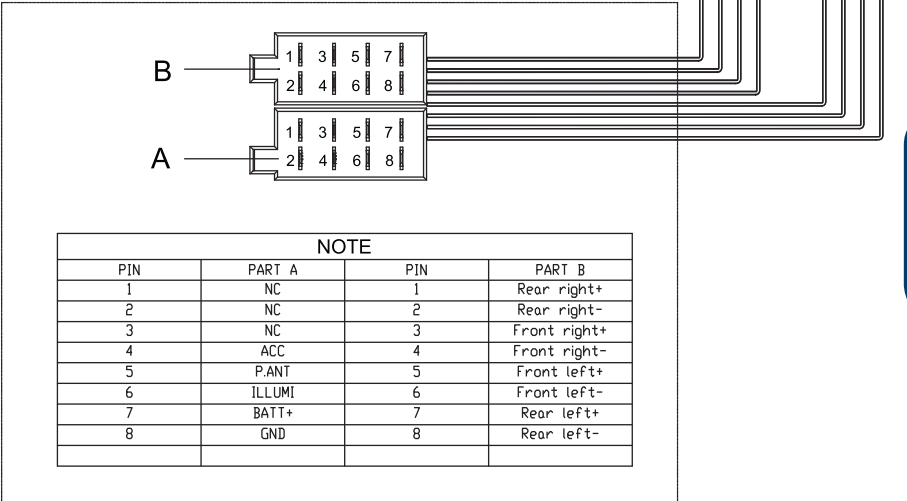 B
1 3 5 7
2 4 6 8
A
1 3 5 7
2 4 6 8
NOTE
PIN PART A PIN PART B
1 NC 1 Rear right+
2 NC 2 Rear right-
3 NC 3 Front right+
4 ACC 4 Front right-
5 P.ANT 5 Front left+
6 ILLUMI 6 Front left-
7 BATT+ 7 Rear left+
8 GND 8 Rear left-